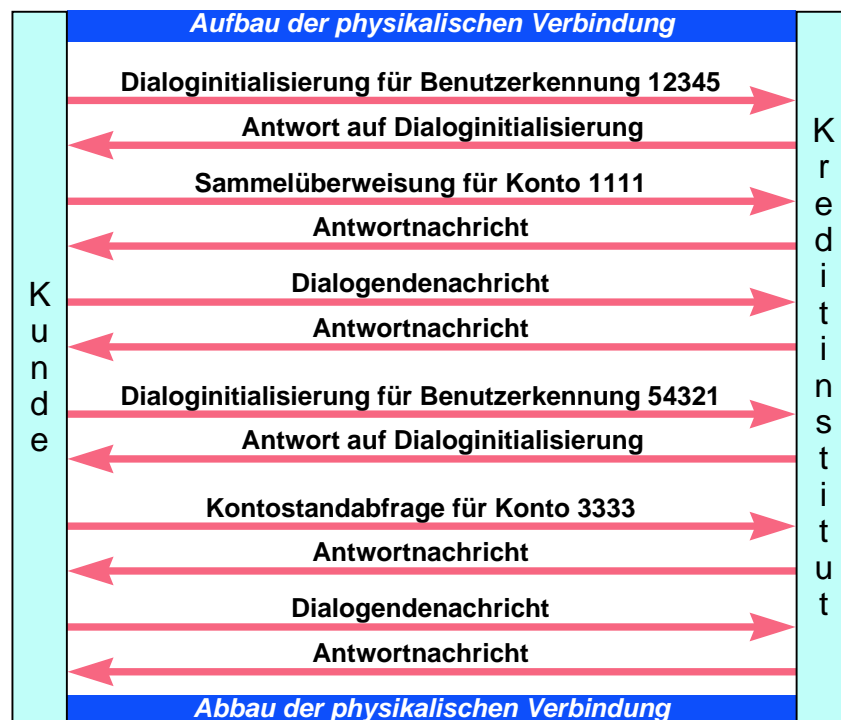 Aufbau der physikalischen Verbindung
Dialoginitialisierung für Benutzerkennung 12345
Antwort auf Dialoginitialisierung
Sammelüberweisung für Konto 1111
Antwortnachricht
Dialogendenachricht
Antwortnachricht
Dialoginitialisierung für Benutzerkennung 54321
Antwort auf Dialoginitialisierung
Kontostandabfrage für Konto 3333
Antwortnachricht
Dialogendenachricht
Antwortnachricht
Abbau der physikalischen Verbindung
Kunde
Kreditinstitut